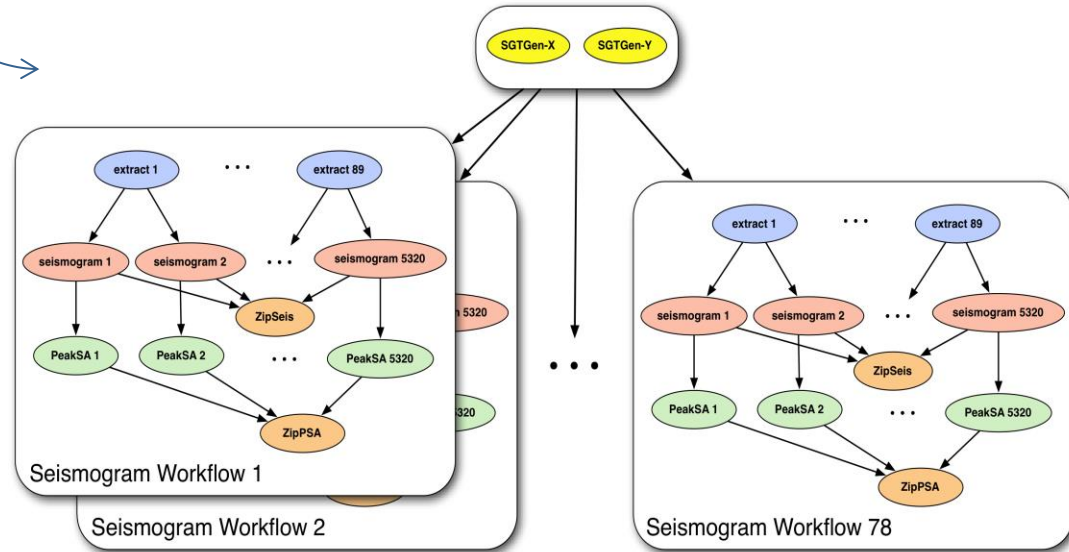 SGTGen-X SGTGen-Y
extract 1 ... extract 89
seismogram 1 seismogram 2 ... seismogram 5320
ZipSeis
PeakSA 1 PeakSA 2 ... PeakSA 5320
ZipPSA
Seismogram Workflow 1
5320
5320
Seismogram Workflow 2
...
extract 1 ... extract 89
seismogram 1 seismogram 2 ... seismogram 5320
ZipSeis
PeakSA 1 PeakSA 2 ... PeakSA 5320
ZipPSA
Seismogram Workflow 78